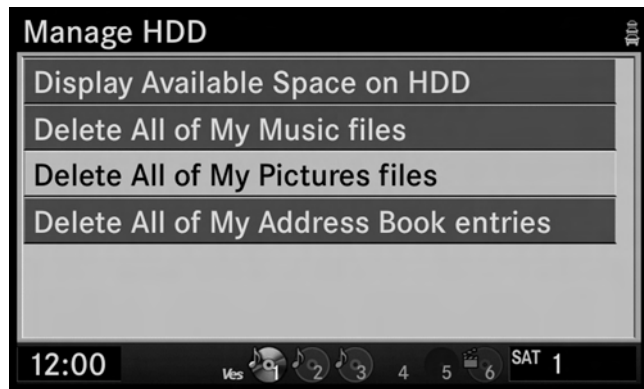 Manage HDD
Display Available Space on HDD
Delete All of My Music files
Delete All of My Pictures files
Delete All of My Address Book entries
12:00 Ves 1 2 3 4 5 6 SAT 1